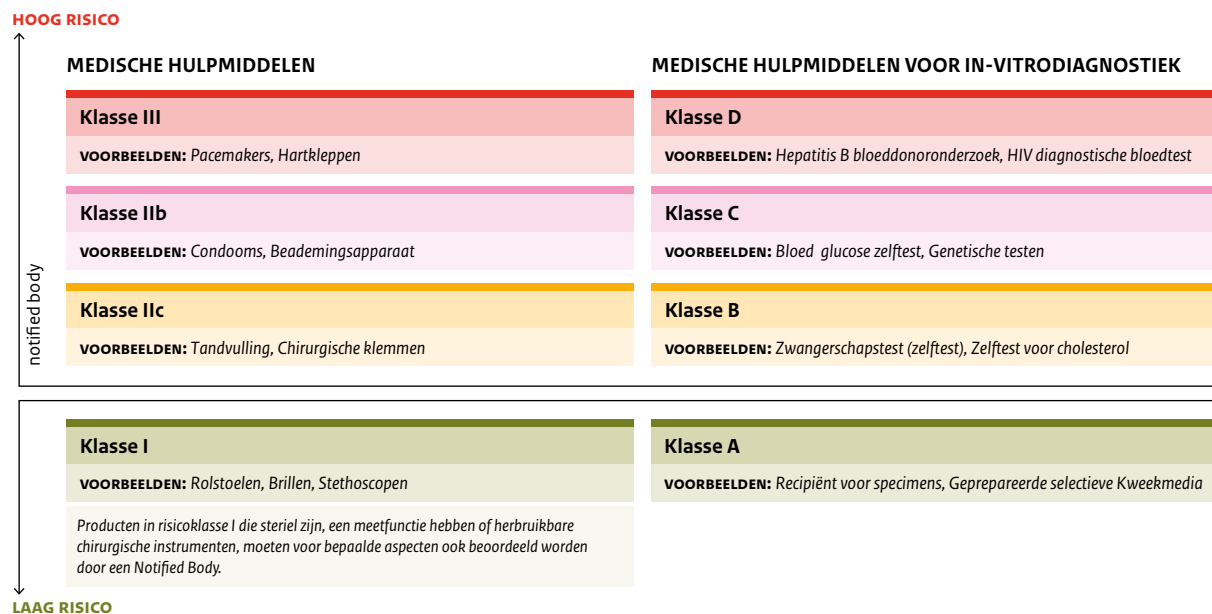 HOOG RISICO
MEDISCHE HULPMIDDELEN
Klasse III
VOORBEELDEN: Pacemakers, Hartkleppen
Klasse IIb
VOORBEELDEN: Condooms, Beademingsapparaat
Klasse IIc
VOORBEELDEN: Tandvulling, Chirurgische klemmen
MEDISCHE HULPMIDDELEN VOOR IN-VITRODIAGNOSTIEK
Klasse D
VOORBEELDEN: Hepatitis B bloeddonoronderzoek, HIV diagnostische bloedtest
Klasse C
VOORBEELDEN: Bloed glucose zelftest, Genetische testen
Klasse B
VOORBEELDEN: Zwangerschapstest (zelftest), Zelftest voor cholesterol
notified body
Klasse I
VOORBEELDEN: Rolstoelen, Brillen, Stethoscopen
Producten in risicoklasse I die steriel zijn, een meetfunctie hebben of herbruikbare
chirurgische instrumenten, moeten voor bepaalde aspecten ook beoordeeld worden
door een Notified Body.
Klasse A
VOORBEELDEN: Recipiënt voor specimens, Geprepareerde selectieve Kweekmedia
LAAG RISICO